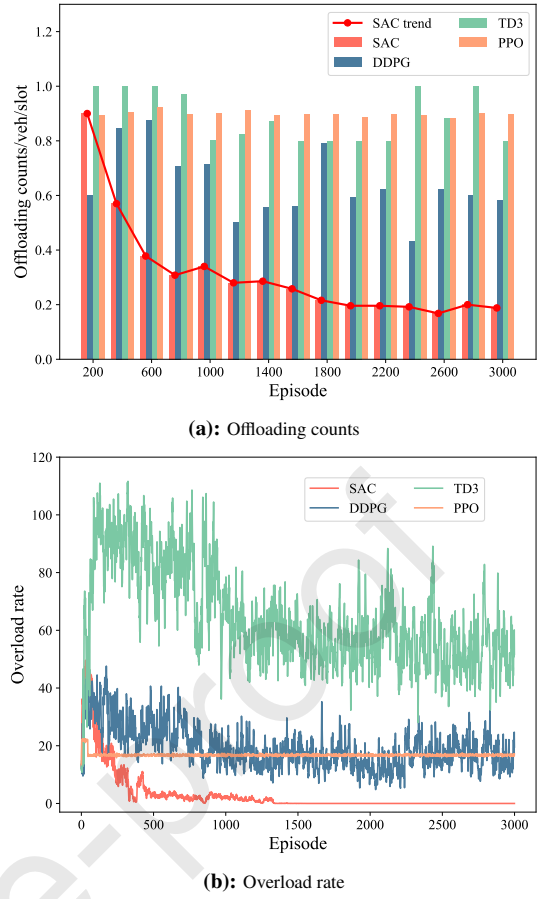 SAC trend
SAC
DDPG
TD3
PPO
1.2
1.0
0.8
0.6
0.4
0.2
0.0
Offloading counts/veh/slot
200 600 1000 1400 1800 2200 2600 3000
Episode
(a): Offloading counts
120
100
80
60
40
20
0
Overload rate
SAC
DDPG
TD3
PPO
0 500 1000 1500 2000 2500 3000
Episode
(b): Overload rate
e-proof